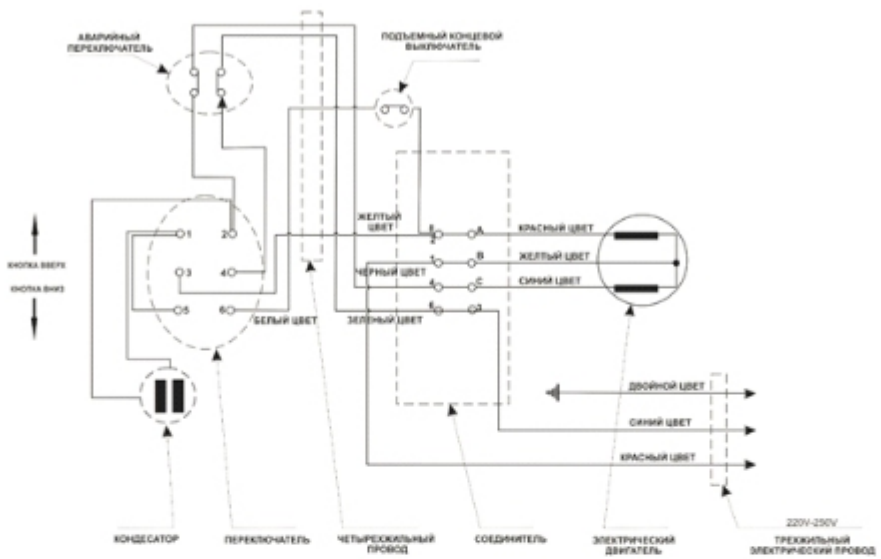 АВАРИЙНЫЙ
ПЕРЕКЛЮЧАТЕЛЬ
ПОДЪЕМНЫЙ КОНЦЕВОЙ
ВЫКЛЮЧАТЕЛЬ
КНОПКА ВВЕРХ
КНОПКА ВНИЗ
1
2
3
4
5
6
ЖЕЛТЫЙ
ЦВЕТ
ЧЕРНЫЙ ЦВЕТ
БЕЛЫЙ ЦВЕТ
ЗЕЛЕНЫЙ ЦВЕТ
A
B
C
КРАСНЫЙ ЦВЕТ
ЖЕЛТЫЙ ЦВЕТ
СИНИЙ ЦВЕТ
ДВОЙНОЙ ЦВЕТ
СИНИЙ ЦВЕТ
КРАСНЫЙ ЦВЕТ
КОНДЕСАТОР
ПЕРЕКЛЮЧАТЕЛЬ
ЧЕТЫРЕХЖИЛЬНЫЙ
ПРОВОД
СОЕДИНИТЕЛЬ
ЭЛЕКТРИЧЕСКИЙ
ДВИГАТЕЛЬ
220V-250V
ТРЕХЖИЛЬНЫЙ
ЭЛЕКТРИЧЕСКИЙ ПРОВОД